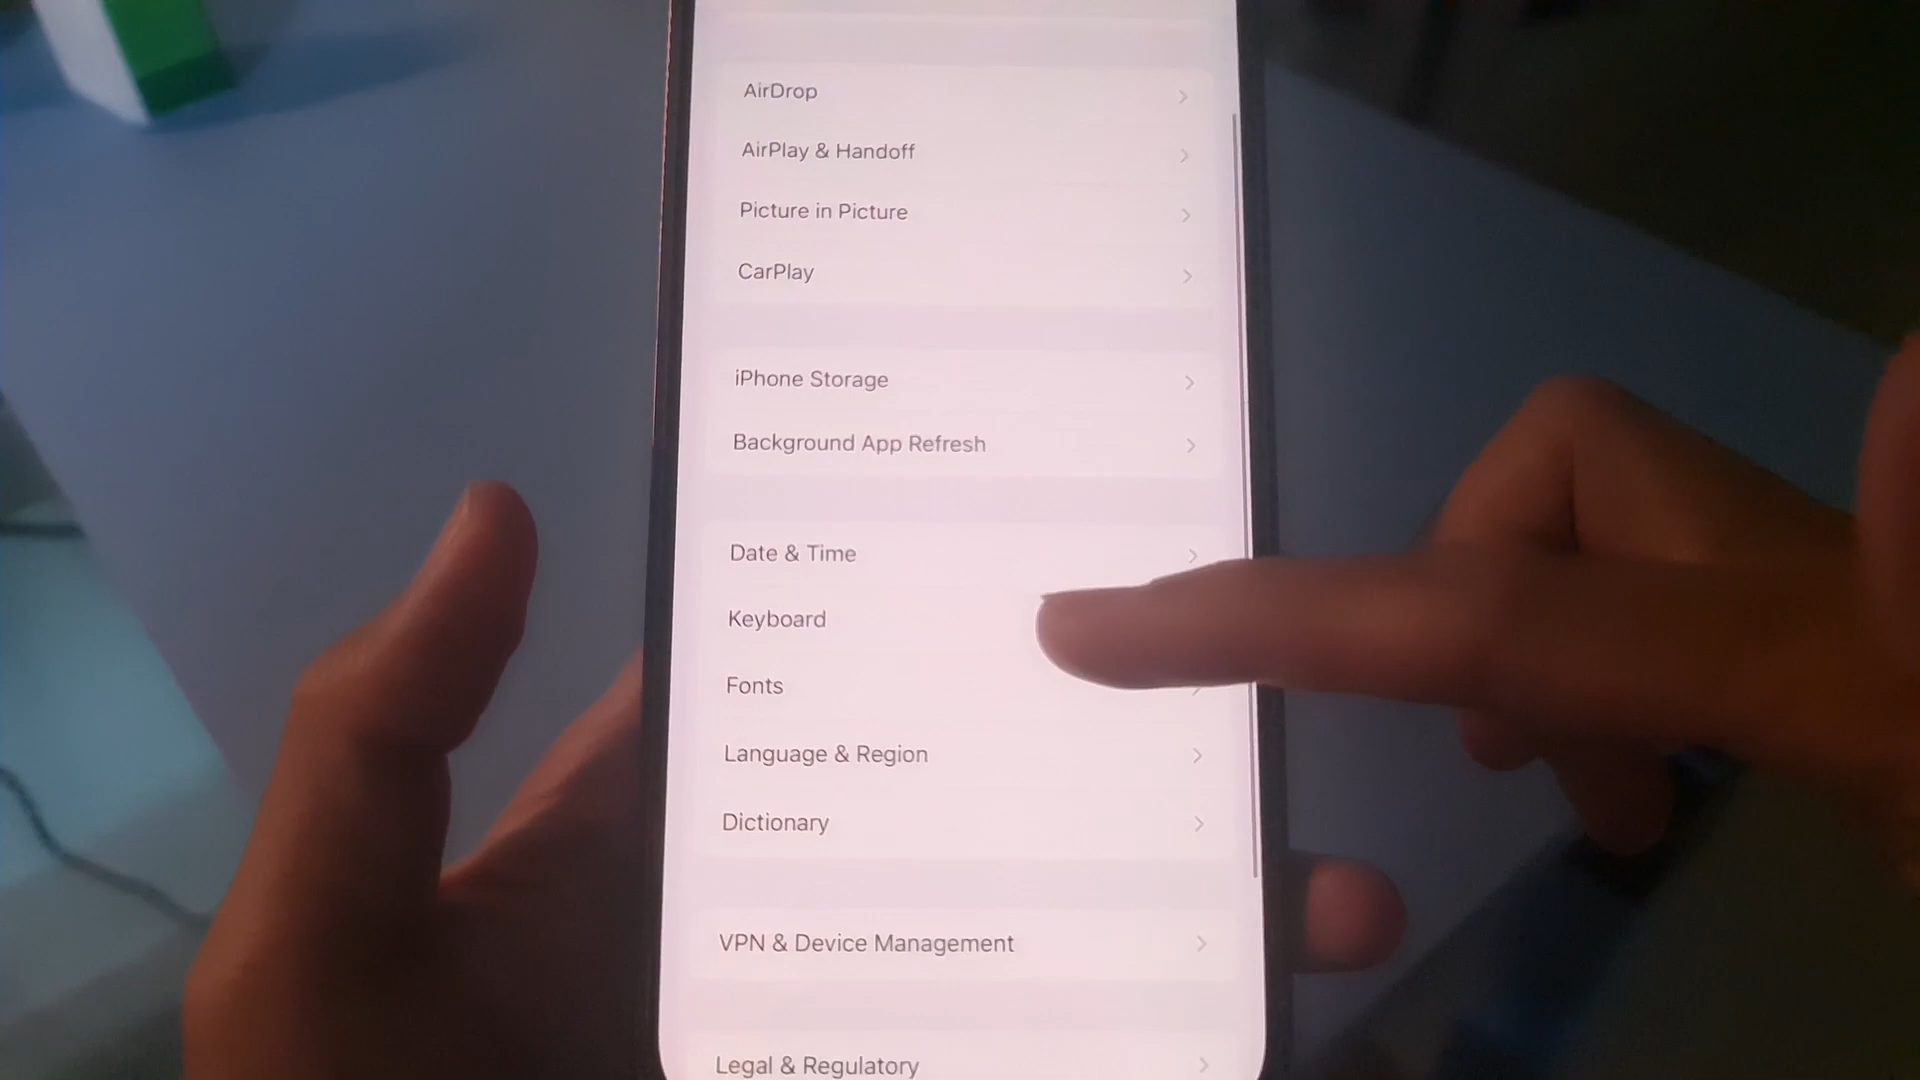 AirDrop
AirPlay & Handoff
Picture in Picture
CarPlay
iPhone Storage
Background App Refresh
Date & Time
Keyboard
Fonts
Language & Region
Dictionary
VPN & Device Management
Legal & Regulatory